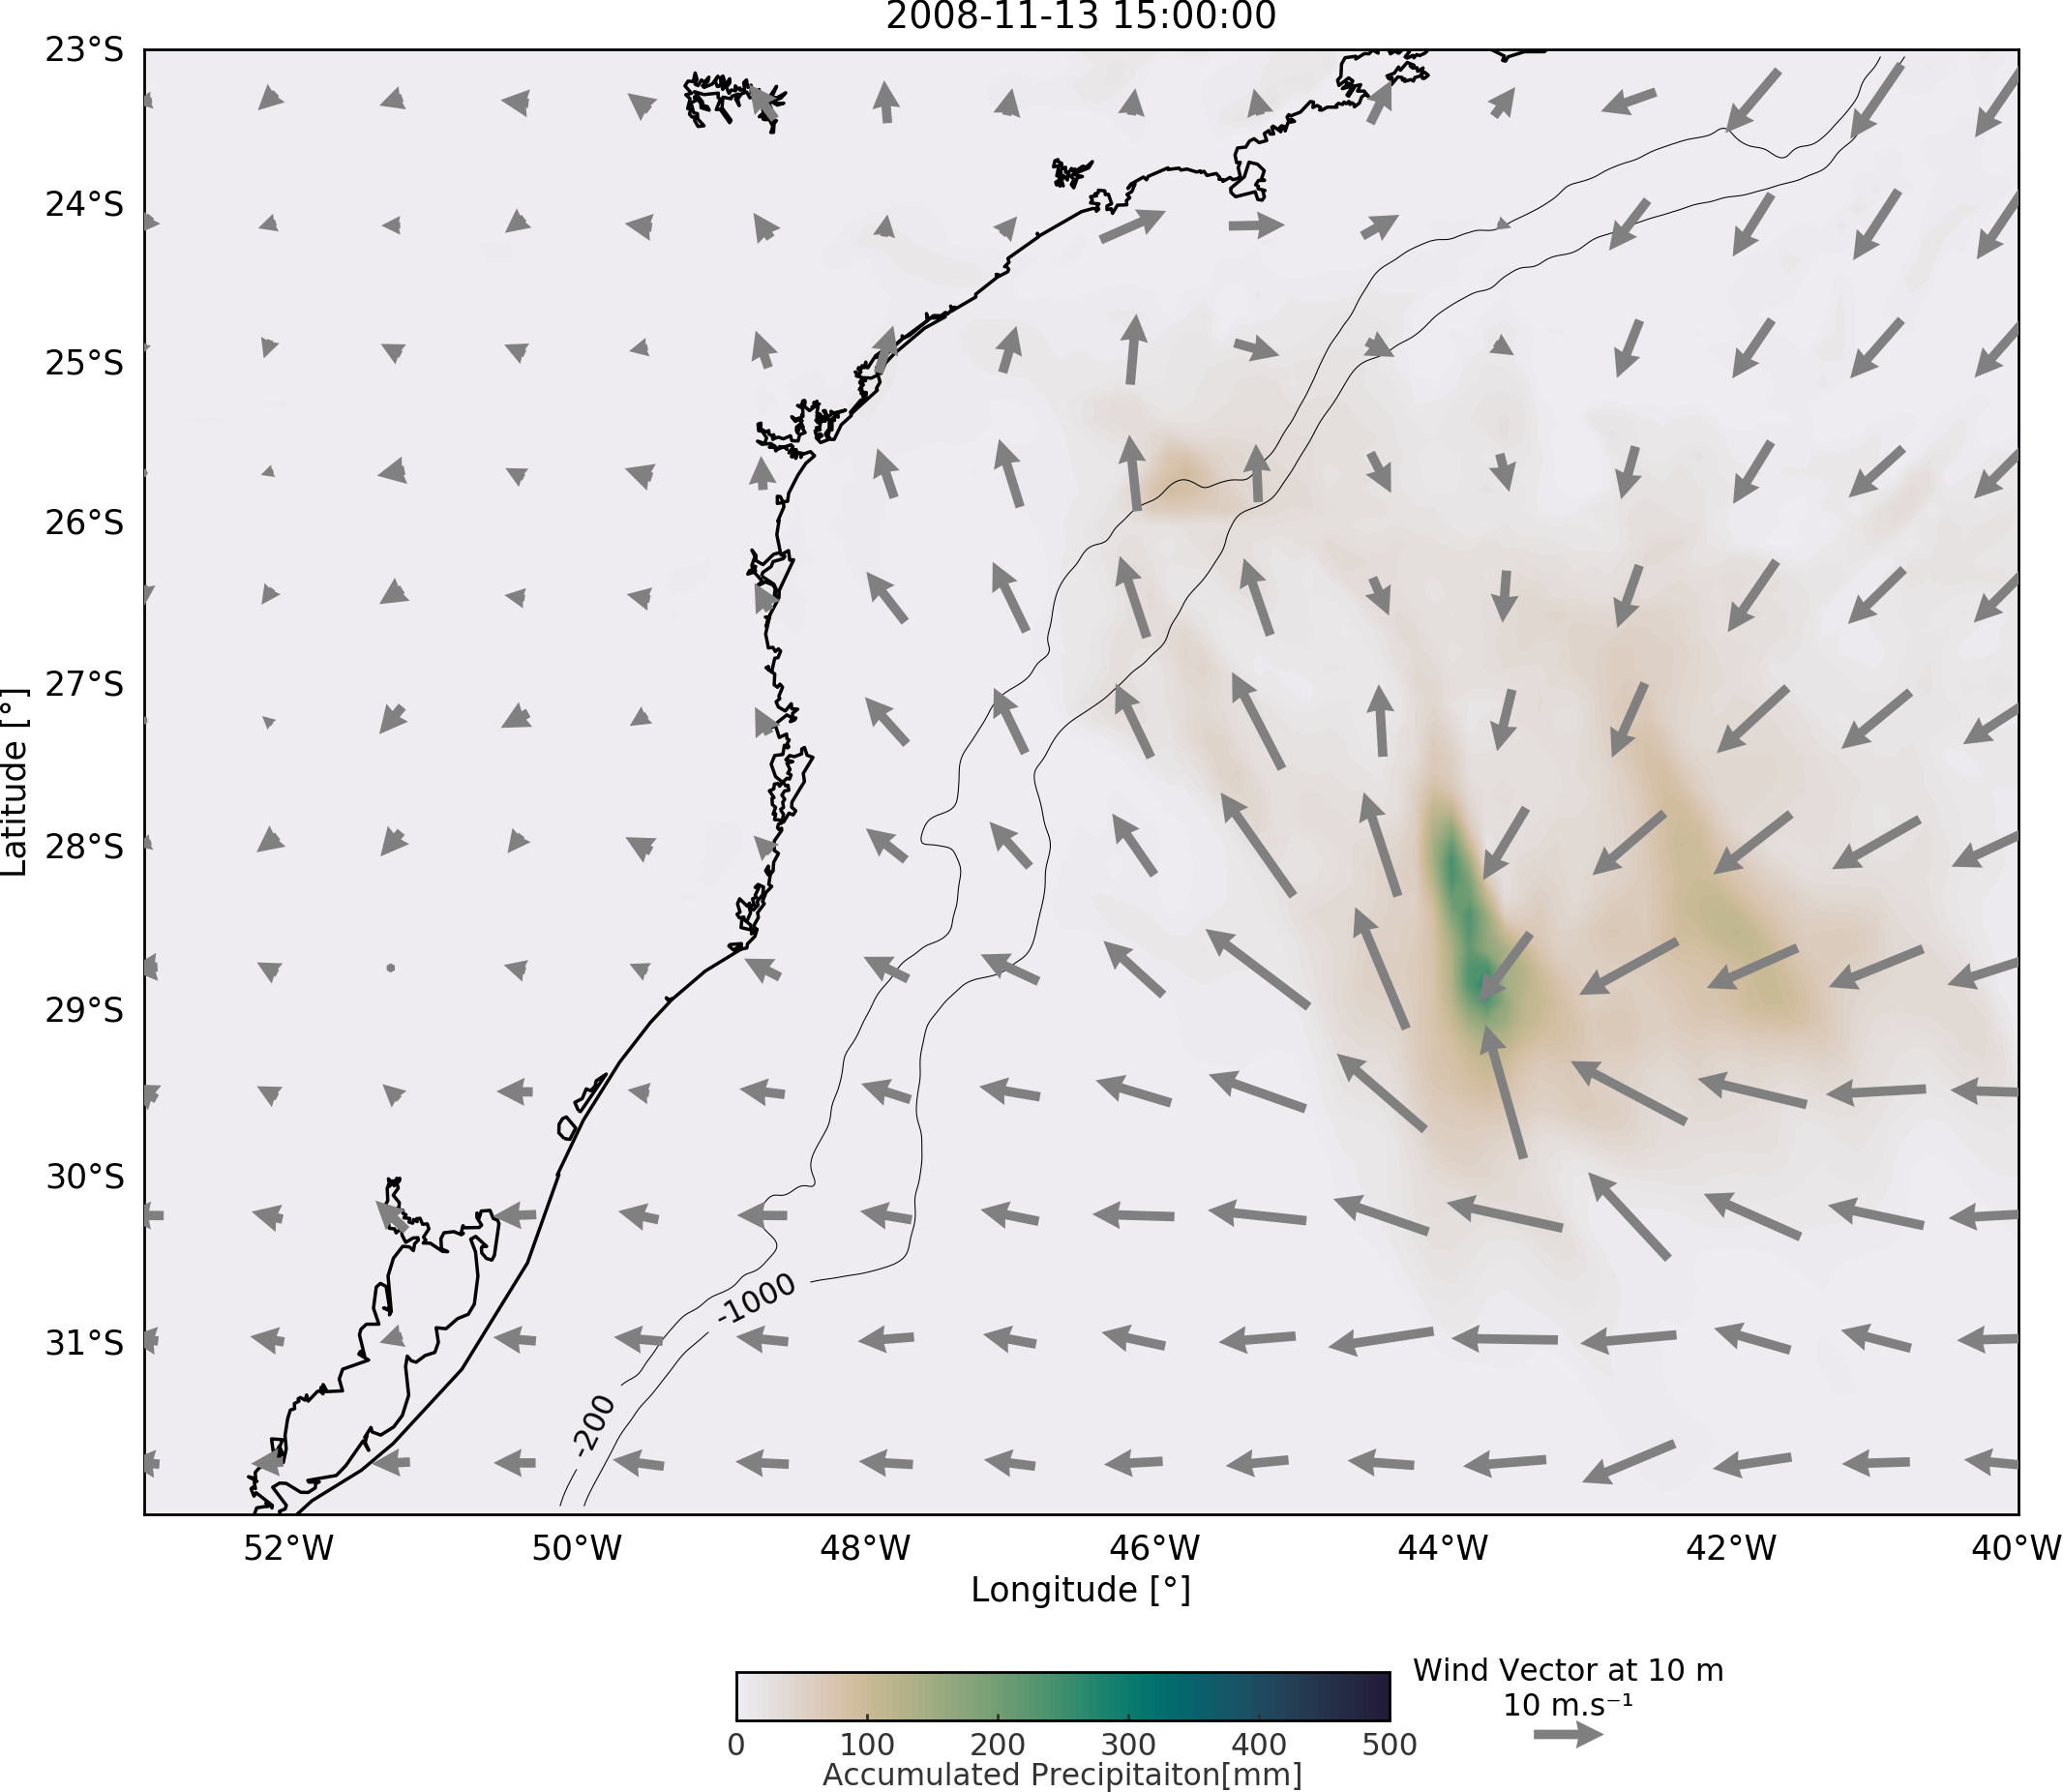 2008-11-13 15:00:00
23°S
24°S
25°S
26°S
27°S
28°S
29°S
30°S
31°S
Latitude [°]
-1000
-200
52°W 50°W 48°W 46°W 44°W 42°W 40°W
Longitude [°]
0 100 200 300 400 500
Accumulated Precipitaiton[mm]
Wind Vector at 10 m
10 m.s⁻¹